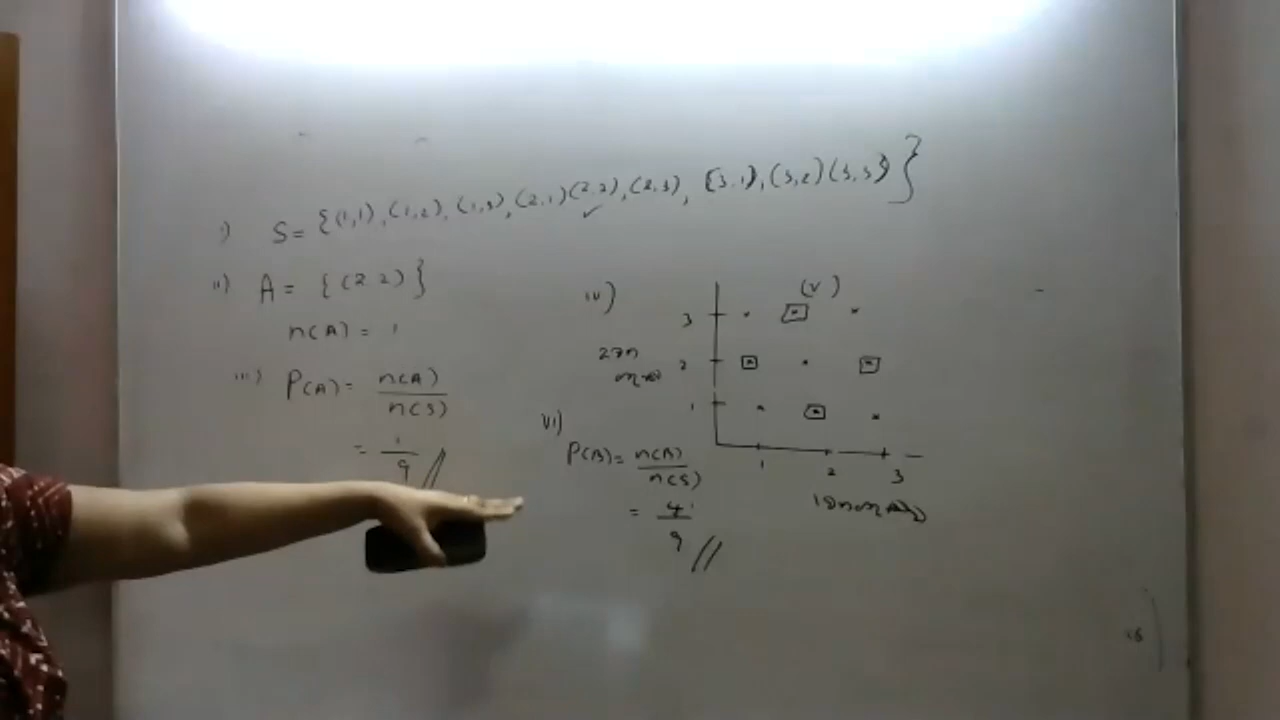 i) S = {(1,1), (1,2), (1,3), (2,1) (2,2), (2,3), (3,1), (3,2) (3,3)}
ii) A = {(2 2)}
n(A) = 1
iii) P(A) = n(A) / n(S)
= 1/9 //
iv) (v)
3
2
1
1 2 3
vi)
P(B) = n(B) / n(S)
= 4/9 //